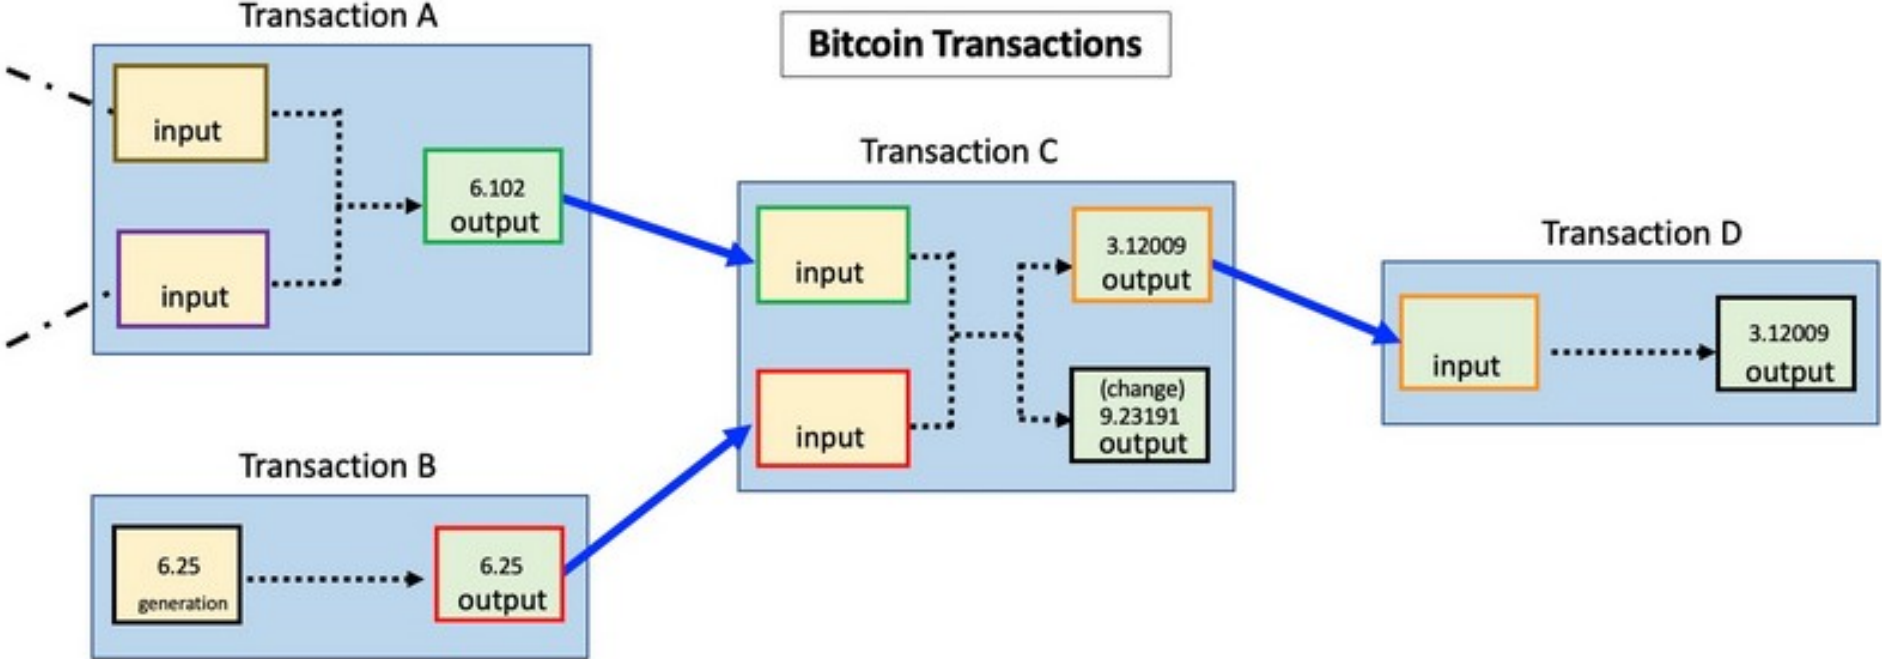 Transaction A
input
input
6.102
output
Bitcoin Transactions
Transaction B
6.25
generation
6.25
output
Transaction C
input
input
3.12009
output
(change)
9.23191
output
Transaction D
input
3.12009
output